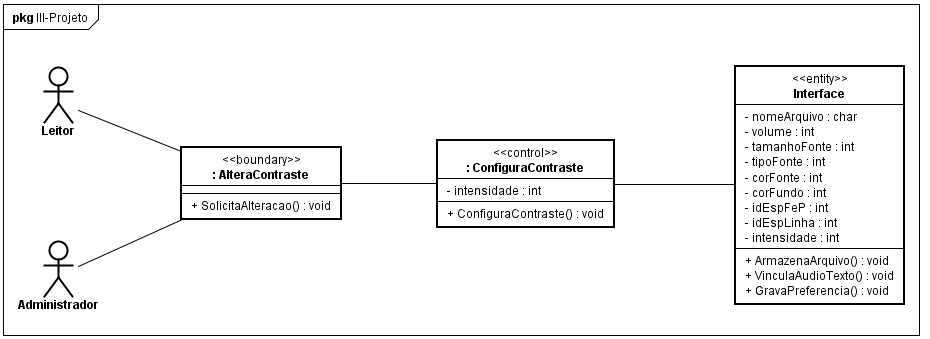 pkg III-Projeto
Leitor
Administrador
<<boundary>>
: AlteraContraste
+ SolicitaAlteracao() : void
<<control>>
: ConfiguraContraste
- intensidade : int
+ ConfiguraContraste() : void
<<entity>>
Interface
- nomeArquivo : char
- volume : int
- tamanhoFonte : int
- tipoFonte : int
- corFonte : int
- corFundo : int
- idEspFeP : int
- idEspLinha : int
- intensidade : int
+ ArmazenaArquivo() : void
+ VinculaAudioTexto() : void
+ GravaPreferencia() : void